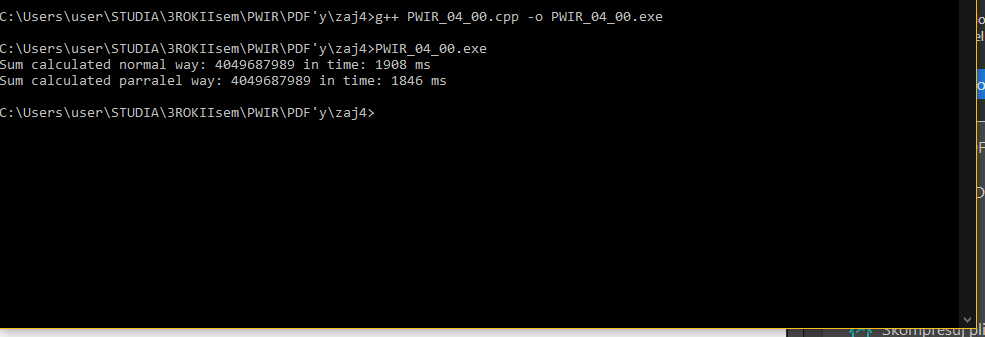 C:\Users\user\STUDIA\3ROKIIsem\PWIR\PDF'y\zaj4>g++ PWIR_04_00.cpp -o PWIR_04_00.exe
C:\Users\user\STUDIA\3ROKIIsem\PWIR\PDF'y\zaj4>PWIR_04_00.exe
Sum calculated normal way: 4049687989 in time: 1908 ms
Sum calculated parralel way: 4049687989 in time: 1846 ms
C:\Users\user\STUDIA\3ROKIIsem\PWIR\PDF'y\zaj4>
Skompresuj pli